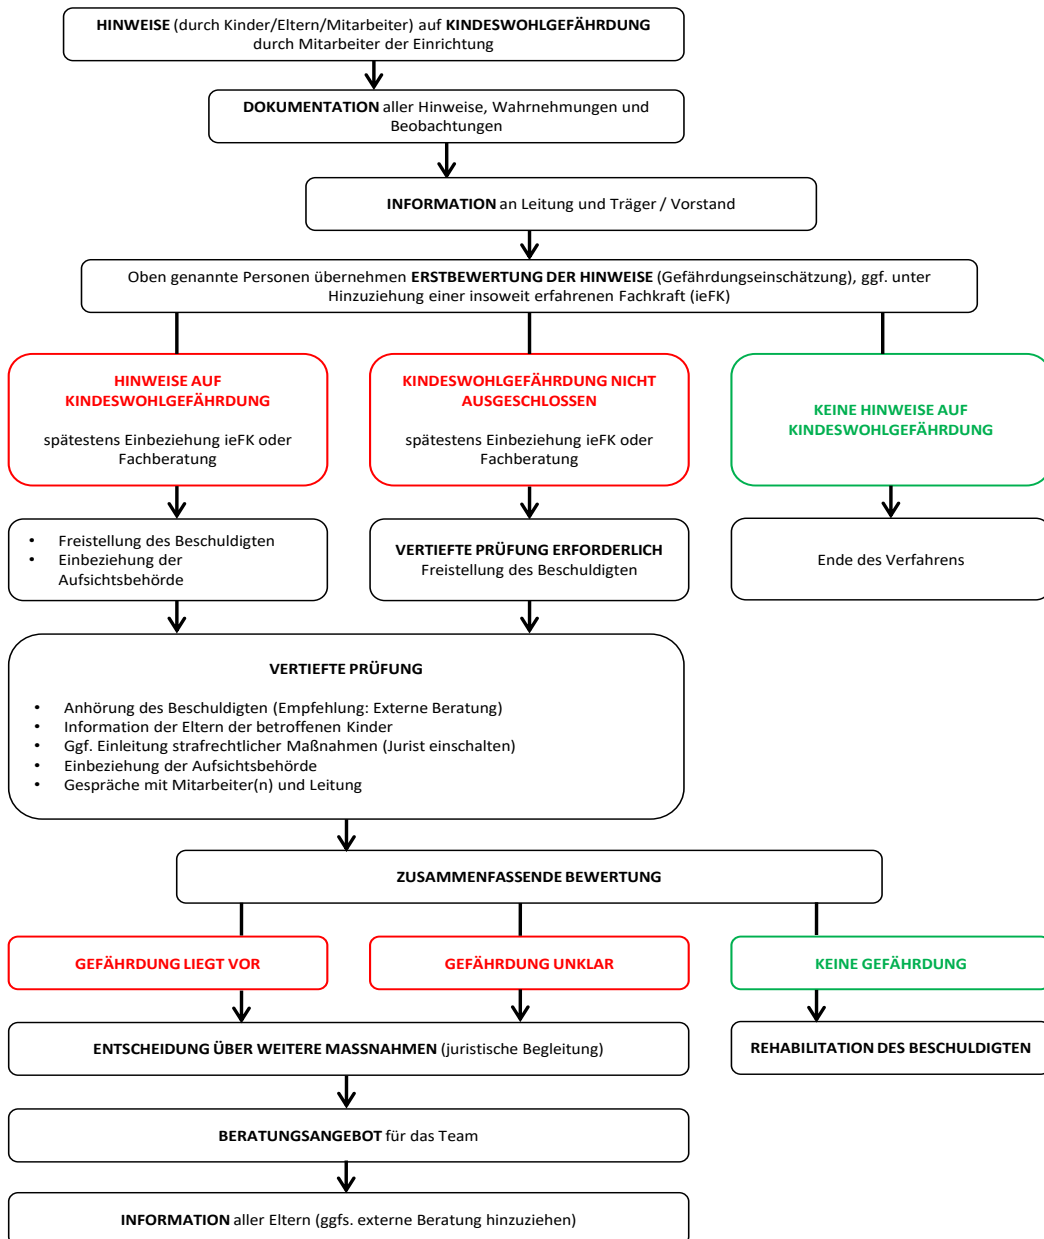 HINWEISE (durch Kinder/Eltern/Mitarbeiter) auf KINDESWOHLGEFÄHRDUNG
durch Mitarbeiter der Einrichtung
DOKUMENTATION aller Hinweise, Wahrnehmungen und
Beobachtungen
INFORMATION an Leitung und Träger / Vorstand
Oben genannte Personen übernehmen ERSTBEWERTUNG DER HINWEISE (Gefährdungseinschätzung), ggf. unter
Hinzuziehung einer insoweit erfahrenen Fachkraft (ieFK)
HINWEISE AUF
KINDESWOHLGEFÄHRDUNG
spätestens Einbeziehung ieFK oder
Fachberatung
KINDESWOHLGEFÄHRDUNG NICHT
AUSGESCHLOSSEN
spätestens Einbeziehung ieFK oder
Fachberatung
KEINE HINWEISE AUF
KINDESWOHLGEFÄHRDUNG
• Freistellung des Beschuldigten
• Einbeziehung der
Aufsichtsbehörde
VERTIEFTE PRÜFUNG ERFORDERLICH
Freistellung des Beschuldigten
Ende des Verfahrens
VERTIEFTE PRÜFUNG
• Anhörung des Beschuldigten (Empfehlung: Externe Beratung)
• Information der Eltern der betroffenen Kinder
• Ggf. Einleitung strafrechtlicher Maßnahmen (Jurist einschalten)
• Einbeziehung der Aufsichtsbehörde
• Gespräche mit Mitarbeiter(n) und Leitung
ZUSAMMENFASSENDE BEWERTUNG
GEFÄHRDUNG LIEGT VOR
GEFÄHRDUNG UNKLAR
KEINE GEFÄHRDUNG
ENTSCHEIDUNG ÜBER WEITERE MASSNAHMEN (juristische Begleitung)
REHABILITATION DES BESCHULDIGTEN
BERATUNGSANGEBOT für das Team
INFORMATION aller Eltern (ggfs. externe Beratung hinzuziehen)